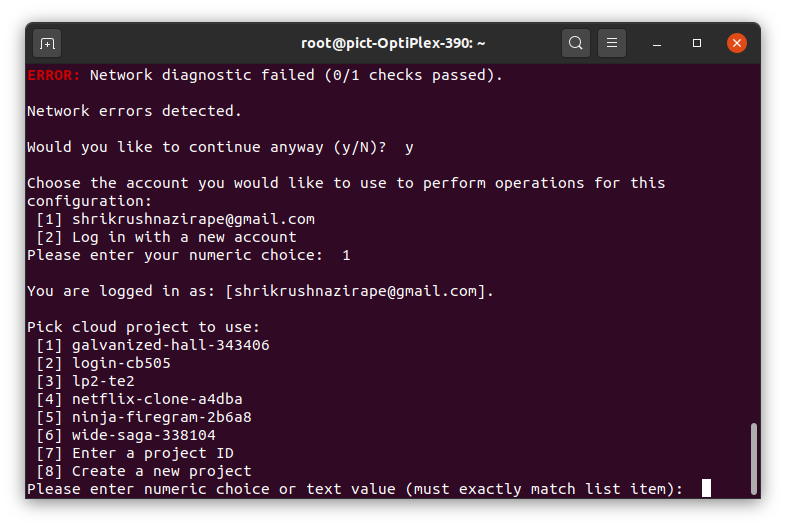 root@pict-OptiPlex-390: ~
ERROR: Network diagnostic failed (0/1 checks passed).
Network errors detected.
Would you like to continue anyway (y/N)?  y
Choose the account you would like to use to perform operations for this
configuration:
[1] shrikrushnazirape@gmail.com
[2] Log in with a new account
Please enter your numeric choice:  1
You are logged in as: [shrikrushnazirape@gmail.com].
Pick cloud project to use:
[1] galvanized-hall-343406
[2] login-cb505
[3] lp2-te2
[4] netflix-clone-a4dba
[5] ninja-firegram-2b6a8
[6] wide-saga-338104
[7] Enter a project ID
[8] Create a new project
Please enter numeric choice or text value (must exactly match list item):